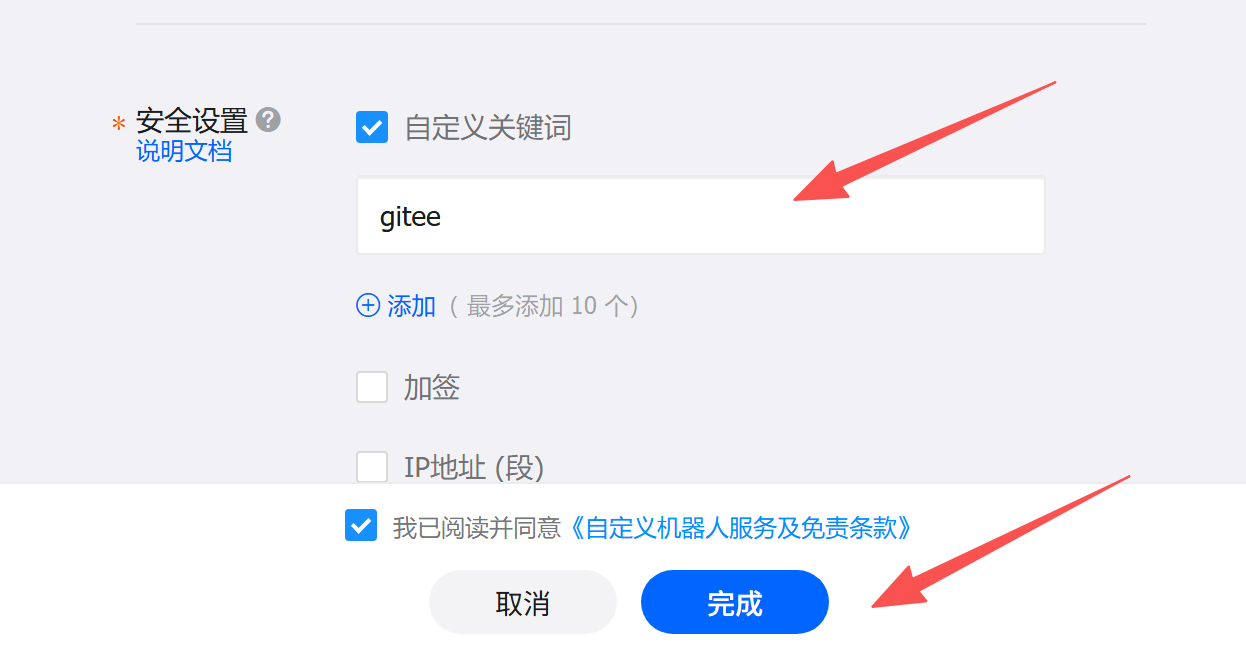 * 安全设置 ?
说明文档
自定义关键词
gitee
添加 ( 最多添加 10 个)
加签
IP地址 (段)
我已阅读并同意《自定义机器人服务及免责条款》
取消
完成